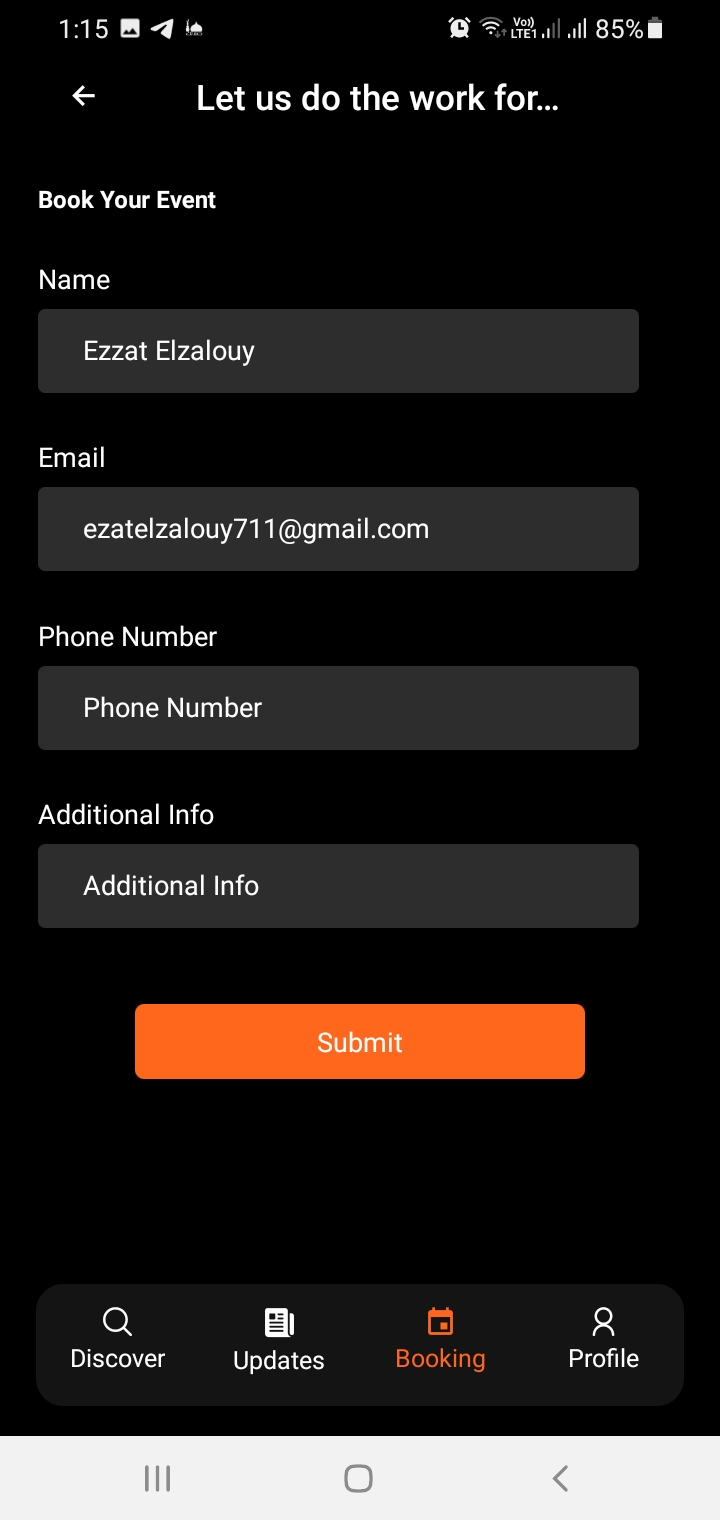 1:15 Vo)) LTE1 85%
Let us do the work for...
Book Your Event
Name
Ezzat Elzalouy
Email
ezatelzalouy711@gmail.com
Phone Number
Phone Number
Additional Info
Additional Info
Submit
Discover Updates Booking Profile